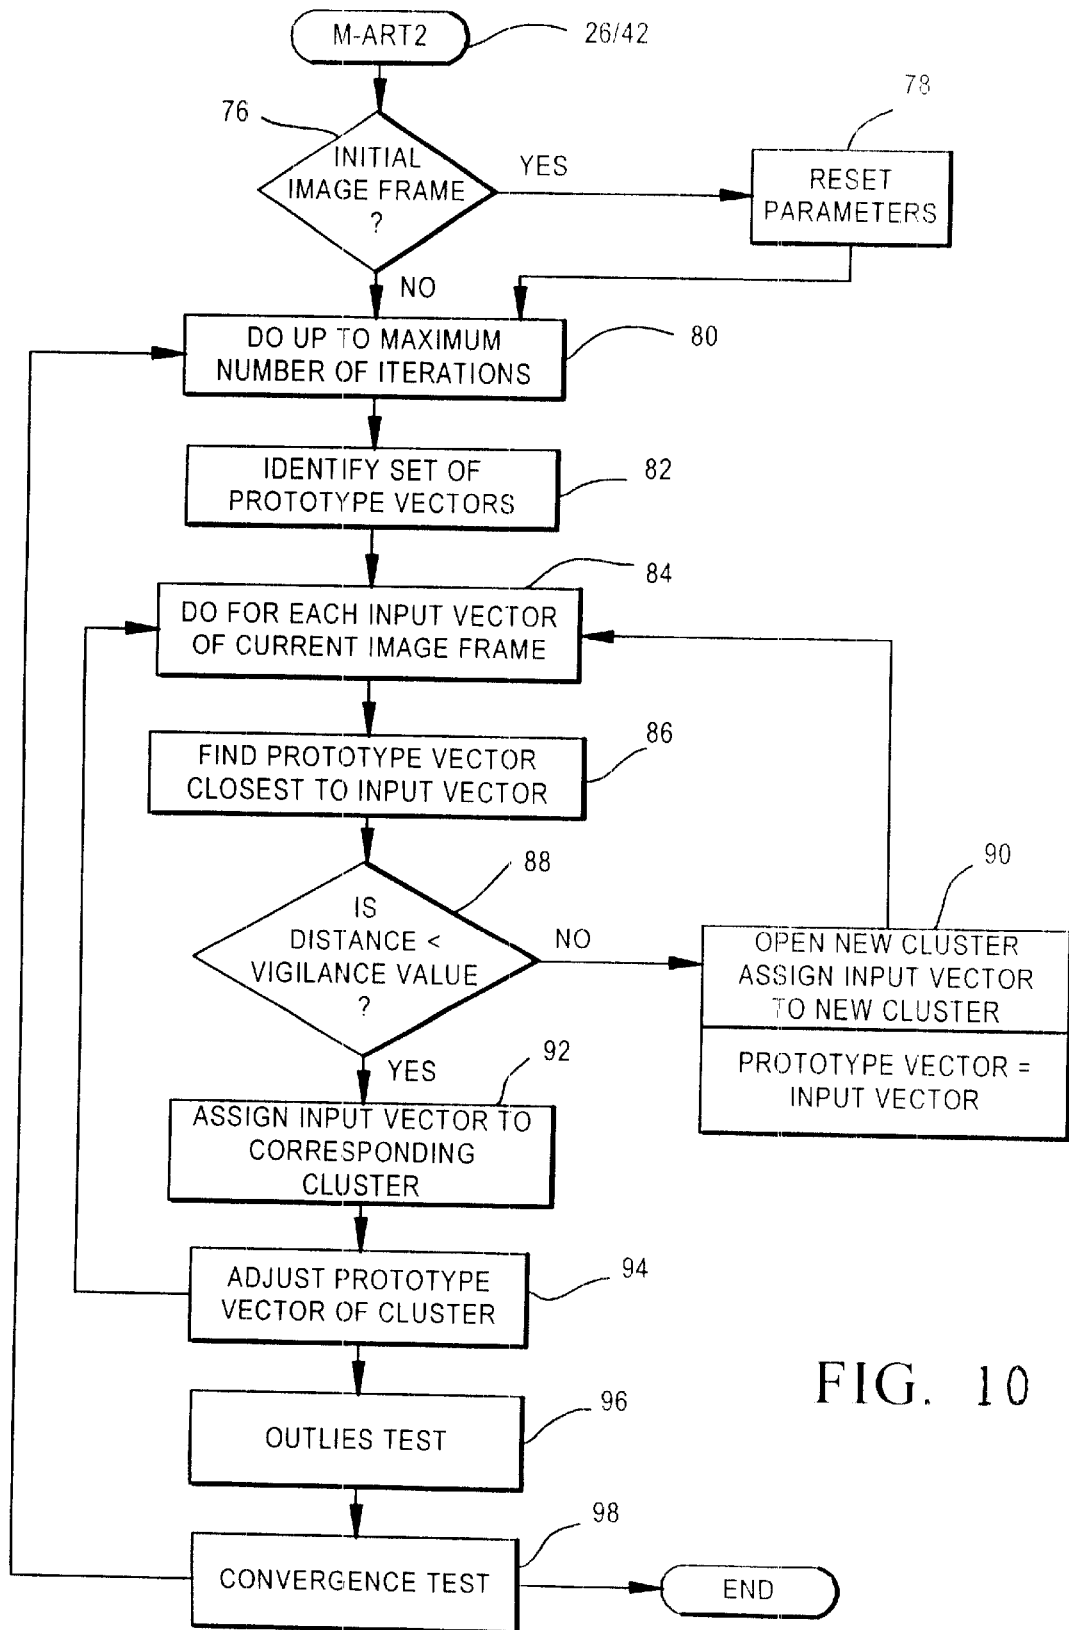 M-ART2
26/42
76
INITIAL
IMAGE FRAME
?
YES
78
RESET
PARAMETERS
NO
DO UP TO MAXIMUM
NUMBER OF ITERATIONS
80
IDENTIFY SET OF
PROTOTYPE VECTORS
82
84
DO FOR EACH INPUT VECTOR
OF CURRENT IMAGE FRAME
86
FIND PROTOTYPE VECTOR
CLOSEST TO INPUT VECTOR
88
IS
DISTANCE <
VIGILANCE VALUE
?
NO
90
OPEN NEW CLUSTER
ASSIGN INPUT VECTOR
TO NEW CLUSTER
PROTOTYPE VECTOR =
INPUT VECTOR
YES
92
ASSIGN INPUT VECTOR TO
CORRESPONDING
CLUSTER
94
ADJUST PROTOTYPE
VECTOR OF CLUSTER
96
OUTLIES TEST
98
CONVERGENCE TEST
END
FIG. 10